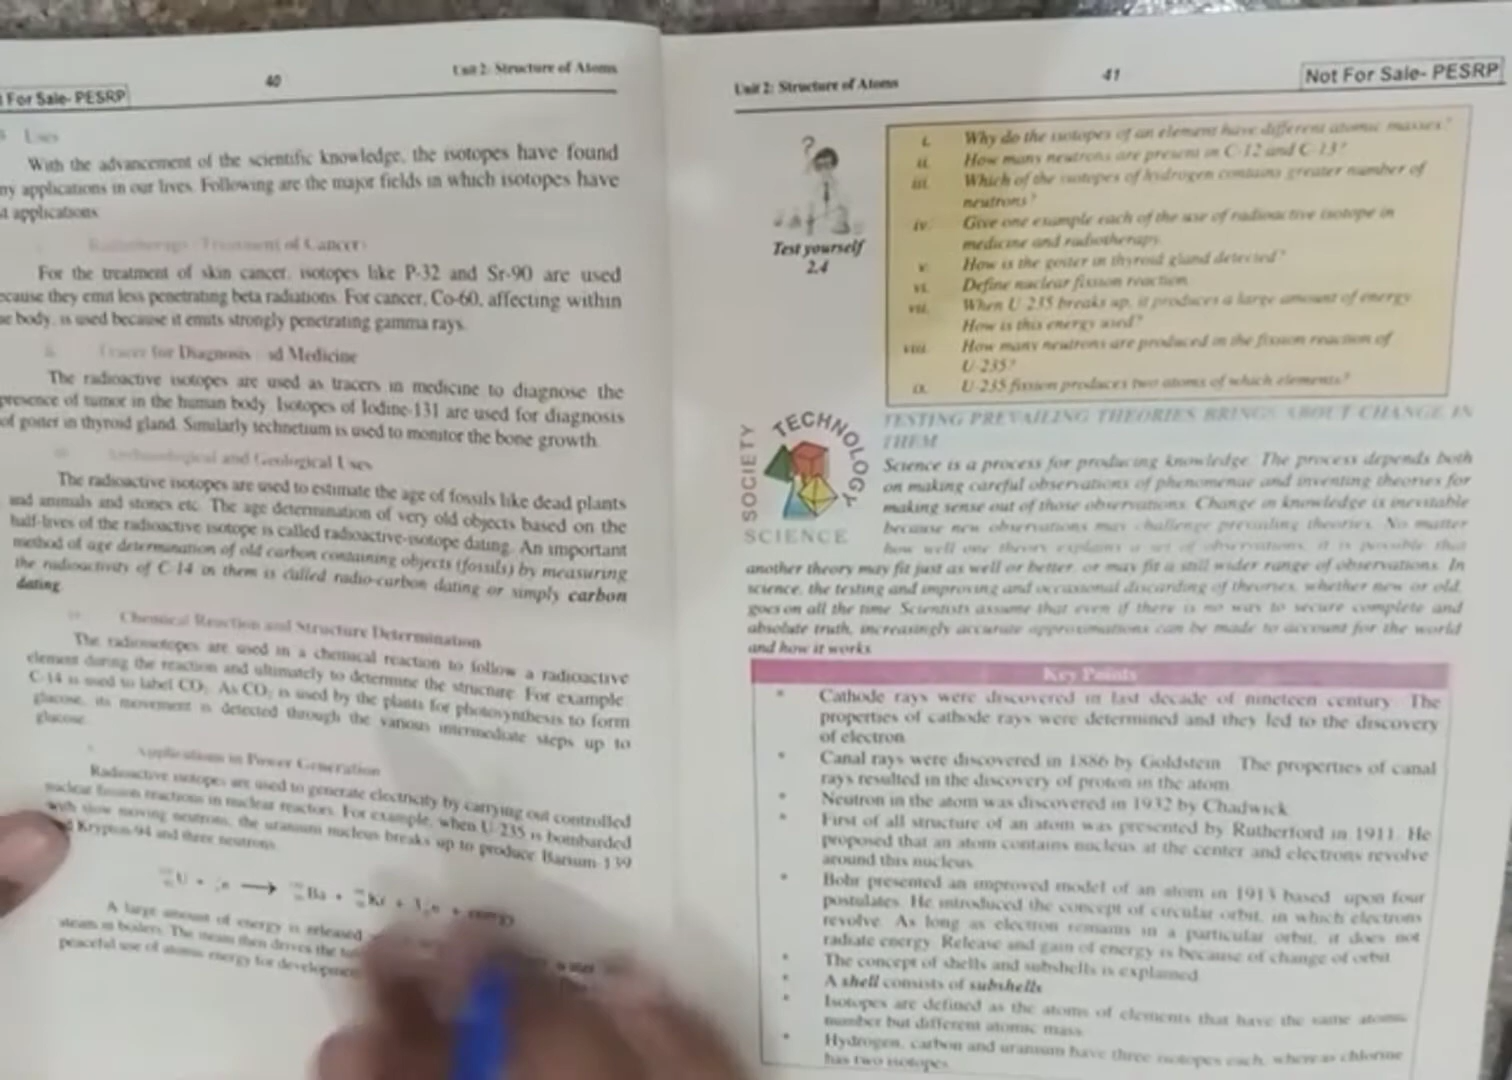 40
Unit 2: Structure of Atoms
For Sale- PESRP
Uses
With the advancement of the scientific knowledge, the isotopes have found
ny applications in our lives. Following are the major fields in which isotopes have
applications.
Treatment of Cancer)
For the treatment of skin cancer, isotopes like P-32 and Sr-90 are used
ecause they emit less penetrating beta radiations. For cancer, Co-60, affecting within
body, is used because it emits strongly penetrating gamma rays.
Tracer for Diagnosis Medicine
The radioactive isotopes are used as tracers in medicine to diagnose the
presence of tumor in the human body. Isotopes of Iodine-131 are used for diagnosis
of goiter in thyroid gland. Similarly technetium is used to monitor the bone growth.
Archaeological and Geological Uses
The radioactive isotopes are used to estimate the age of fossils like dead plants
and animals and stones etc. The age determination of very old objects based on the
half-lives of the radioactive isotope is called radioactive-isotope dating. An important
method of age determination of old carbon containing objects (fossils) by measuring
the radioactivity of C-14 in them is called radio-carbon dating or simply carbon
dating.
Chemical Reaction and Structure Determination
The radioisotopes are used in a chemical reaction to follow a radioactive
element during the reaction and ultimately to determine the structure. For example:
C-14 is used to label CO₂. As CO₂ is used by the plants for photosynthesis to form
glucose, its movement is detected through the various intermediate steps up to
glucose.
Applications in Power Generation
Radioactive isotopes are used to generate electricity by carrying out controlled
nuclear fission reactions in nuclear reactors. For example, when U-235 is bombarded
with slow moving neutrons, the uranium nucleus breaks up to produce Barium-139
Krypton-94 and three neutrons.
U + n ⟶ Ba + Kr + 3 n + energy
A large amount of energy is released
steam in boilers. The steam then drives the
peaceful use of atomic energy for development
Unit 2: Structure of Atoms
41
Not For Sale- PESRP
?
Test yourself
2.4
i. Why do the isotopes of an element have different atomic masses?
ii. How many neutrons are present in C-12 and C-13?
iii. Which of the isotopes of hydrogen contains greater number of
neutrons?
iv. Give one example each of the use of radioactive isotope in
medicine and radiotherapy.
v. How is the goiter in thyroid gland detected?
vi. Define nuclear fission reaction.
vii. When U-235 breaks up, it produces a large amount of energy.
How is this energy used?
viii. How many neutrons are produced in the fission reaction of
U-235?
ix. U-235 fission produces two atoms of which elements?
SOCIETY
TECHNOLOGY
SCIENCE
TESTING PREVAILING THEORIES BRINGS ABOUT CHANGE IN
THEM
Science is a process for producing knowledge. The process depends both
on making careful observations of phenomenae and inventing theories for
making sense out of those observations. Change in knowledge is inevitable
because new observations may challenge prevailing theories. No matter
how well one theory explains a set of observations, it is possible that
another theory may fit just as well or better, or may fit a still wider range of observations. In
science, the testing and improving and occasional discarding of theories, whether new or old,
goes on all the time. Scientists assume that even if there is no way to secure complete and
absolute truth, increasingly accurate approximations can be made to account for the world
and how it works.
Key Points
• Cathode rays were discovered in last decade of nineteen century. The
properties of cathode rays were determined and they led to the discovery
of electron.
• Canal rays were discovered in 1886 by Goldstein. The properties of canal
rays resulted in the discovery of proton in the atom.
• Neutron in the atom was discovered in 1932 by Chadwick.
• First of all structure of an atom was presented by Rutherford in 1911. He
proposed that an atom contains nucleus at the center and electrons revolve
around this nucleus.
• Bohr presented an improved model of an atom in 1913 based upon four
postulates. He introduced the concept of circular orbit, in which electrons
revolve. As long as electron remains in a particular orbit, it does not
radiate energy. Release and gain of energy is because of change of orbit.
• The concept of shells and subshells is explained.
• A shell consists of subshells
• Isotopes are defined as the atoms of elements that have the same atomic
number but different atomic mass.
• Hydrogen, carbon and uranium have three isotopes each, whereas chlorine
has two isotopes.